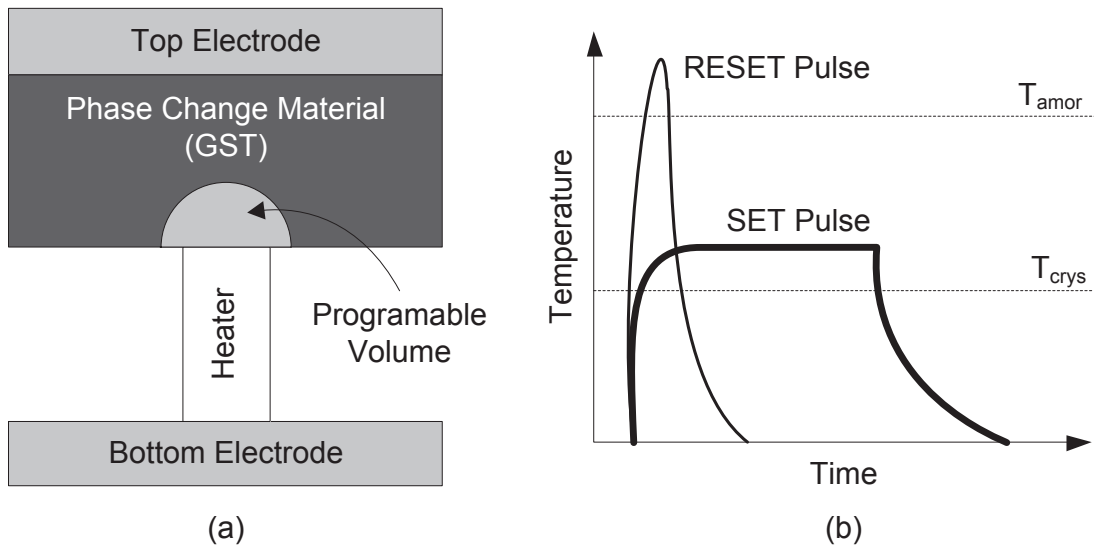 Top Electrode
Phase Change Material
(GST)
Programable
Volume
Heater
Bottom Electrode
(a)
RESET Pulse
T_amor
SET Pulse
T_crys
Temperature
Time
(b)